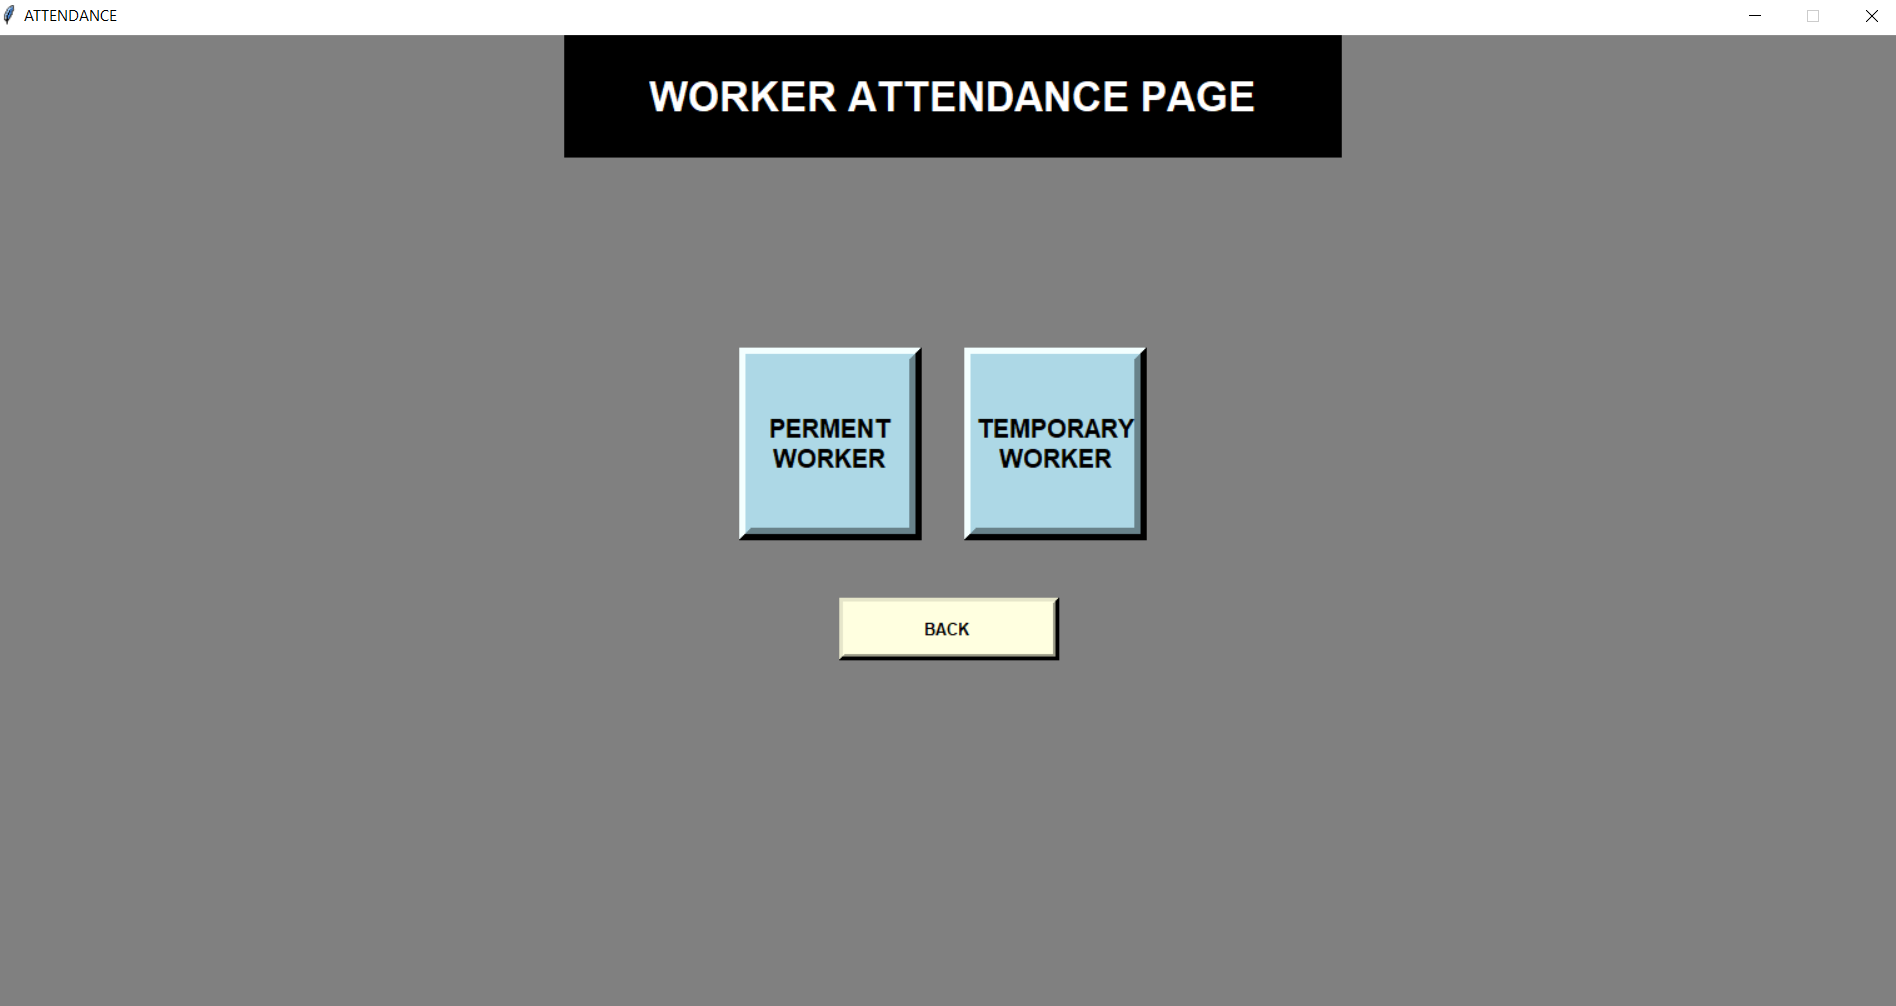 ATTENDANCE
WORKER ATTENDANCE PAGE
PERMENT
WORKER
TEMPORARY
WORKER
BACK